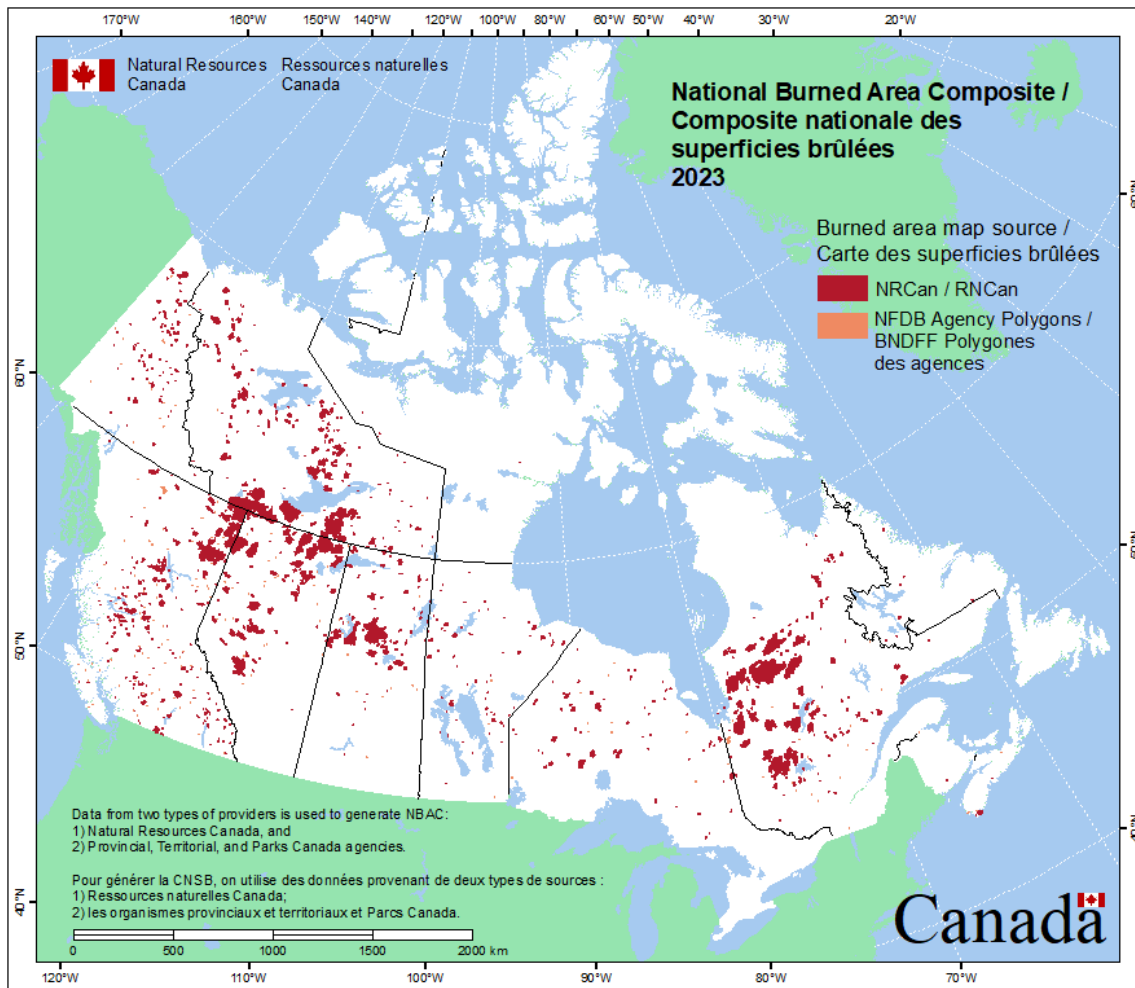 170°W 160°W 150°W 140°W 120°W 100°W 80°W 60°W 50°W 40°W 30°W 20°W
Natural Resources Ressources naturelles
Canada Canada
National Burned Area Composite /
Composite nationale des
superficies brûlées
2023
Burned area map source /
Carte des superficies brûlées
NRCan / RNCan
NFDB Agency Polygons /
BNDFF Polygones
des agences
60°N
50°N
40°N
60°N
50°N
40°N
Data from two types of providers is used to generate NBAC:
1) Natural Resources Canada, and
2) Provincial, Territorial, and Parks Canada agencies.
Pour générer la CNSB, on utilise des données provenant de deux types de sources :
1) Ressources naturelles Canada;
2) les organismes provinciaux et territoriaux et Parcs Canada.
0 500 1000 1500 2000 km
Canada
120°W 110°W 100°W 90°W 80°W 70°W